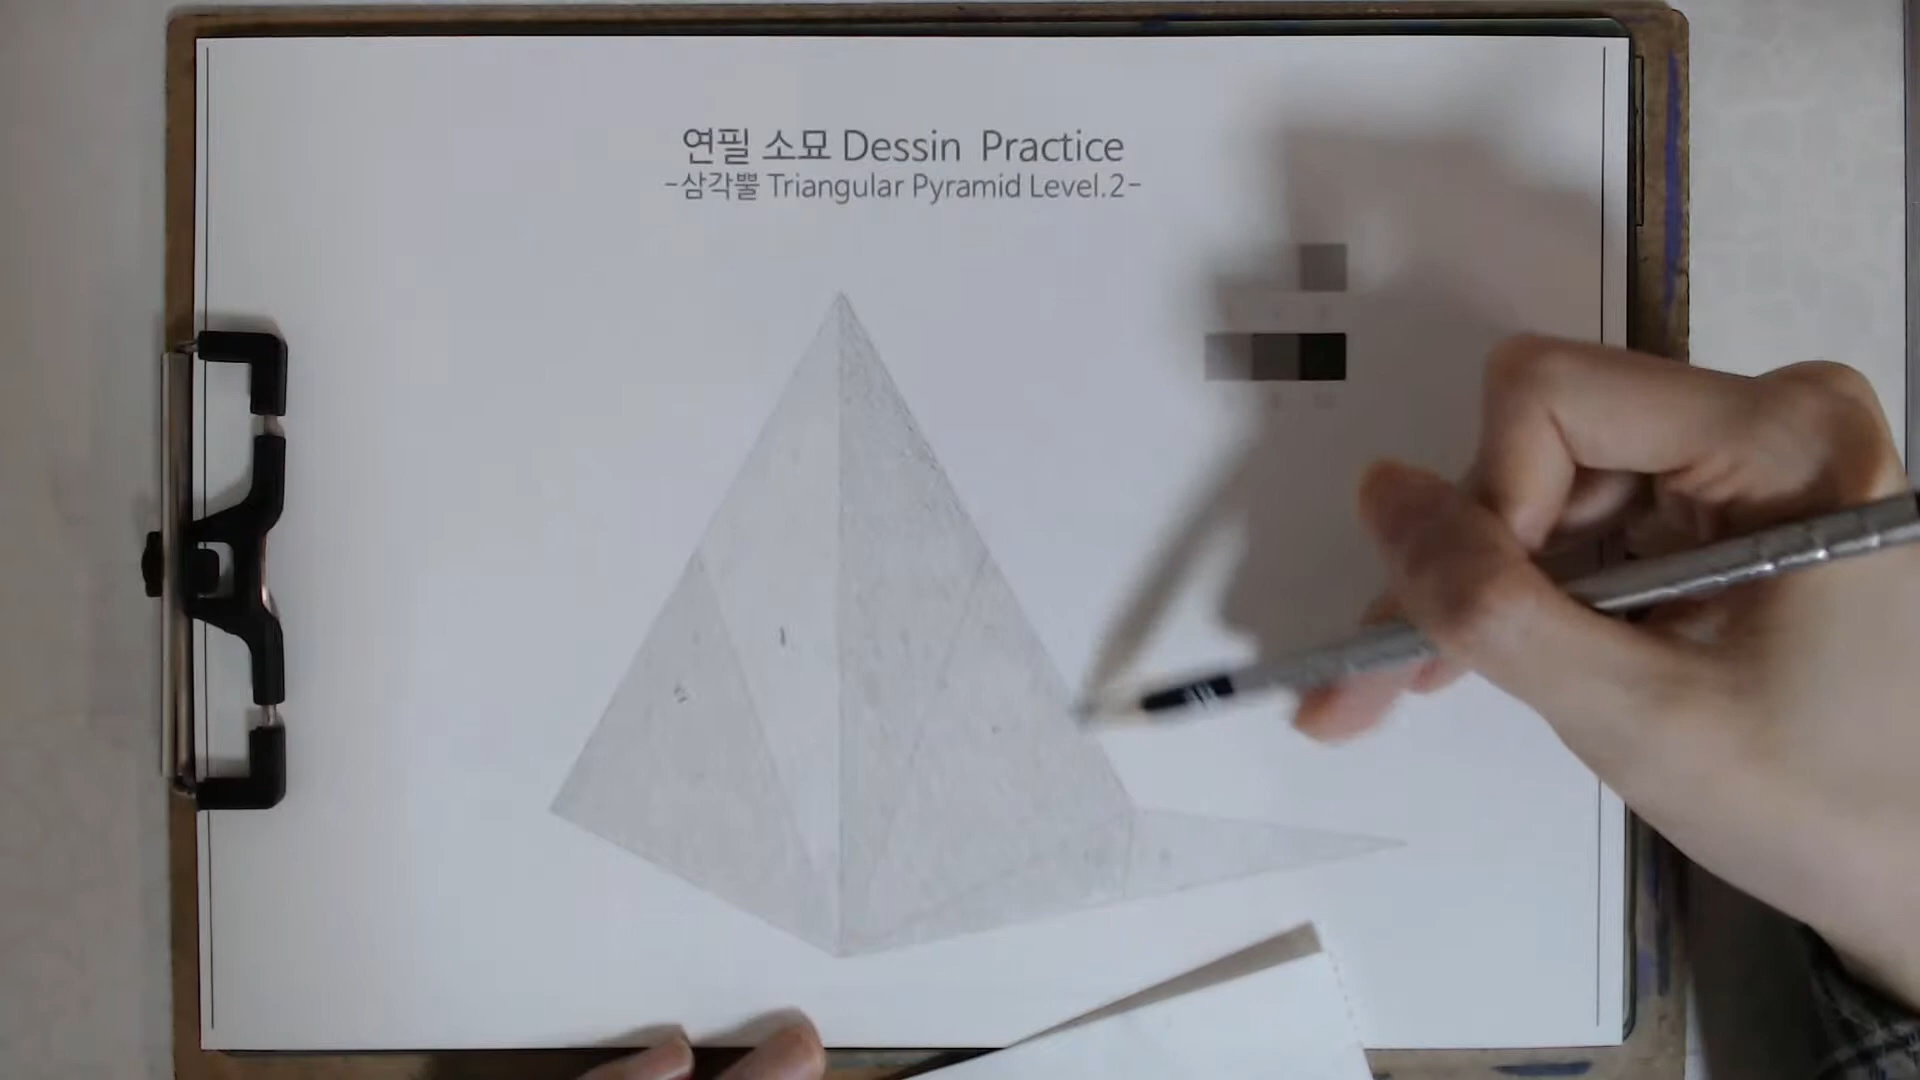 연필 소묘 Dessin Practice
-삼각뿔 Triangular Pyramid Level.2-